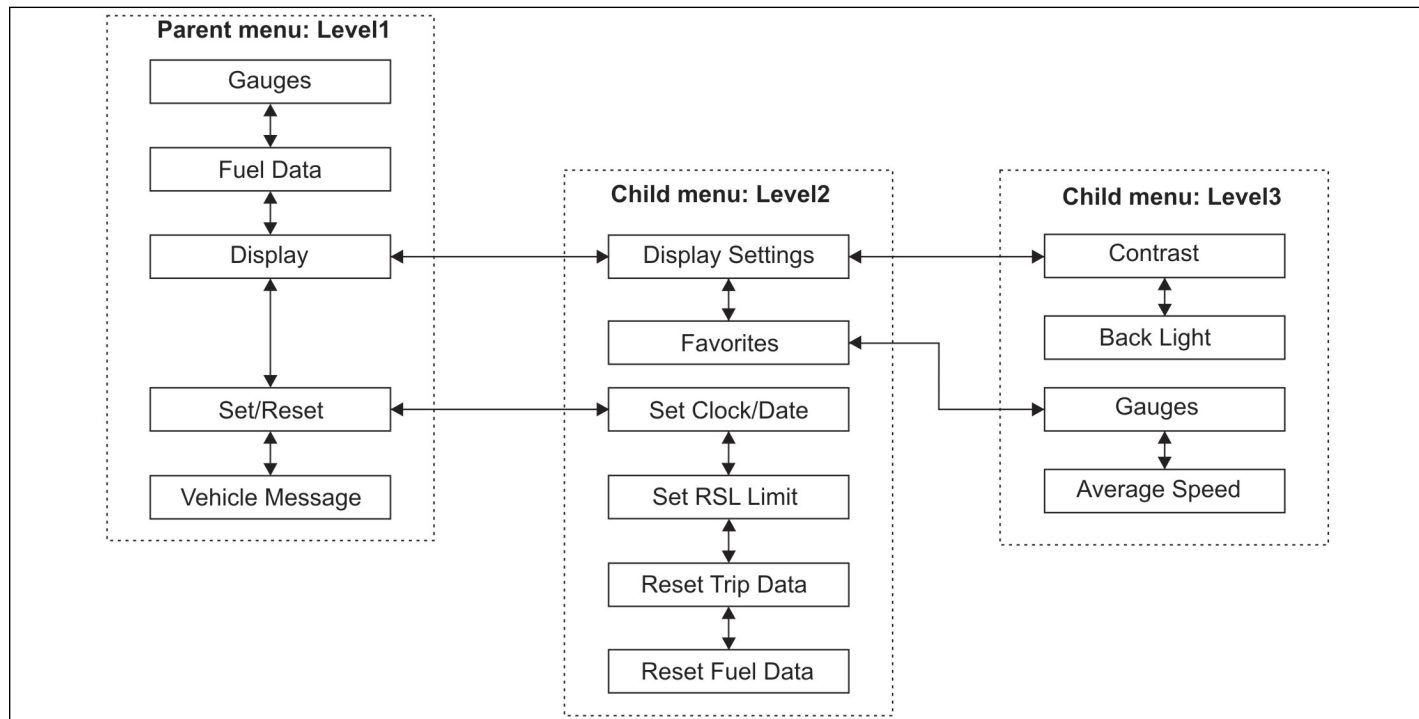 Parent menu: Level1
Gauges
Fuel Data
Display
Set/Reset
Vehicle Message
Child menu: Level2
Display Settings
Favorites
Set Clock/Date
Set RSL Limit
Reset Trip Data
Reset Fuel Data
Child menu: Level3
Contrast
Back Light
Gauges
Average Speed